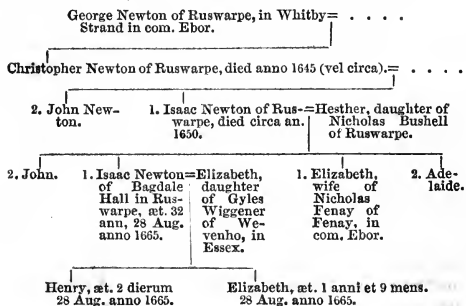 George Newton of Ruswarpe, in Whitby= . . . .
Strand in com. Ebor.
Christopher Newton of Ruswarpe, died anno 1645 (vel circa).= . . . .
2. John New-
ton.
1. Isaac Newton of Rus-
warpe, died circa an.
1650.
=Hesther, daughter of
Nicholas Bushell
of Ruswarpe.
2. John.
1. Isaac Newton
of Bagdale
Hall in Rus-
warpe, æt. 32
ann, 28 Aug.
anno 1665.
=Elizabeth,
daughter
of Gyles
Wiggener
of We-
venho, in
Essex.
1. Elizabeth,
wife of
Nicholas
Fenay of
Fenay, in
com. Ebor.
2. Ade-
laide.
Henry, æt. 2 dierum
28 Aug. anno 1665.
Elizabeth, æt. 1 anni et 9 mens.
28 Aug. anno 1665.